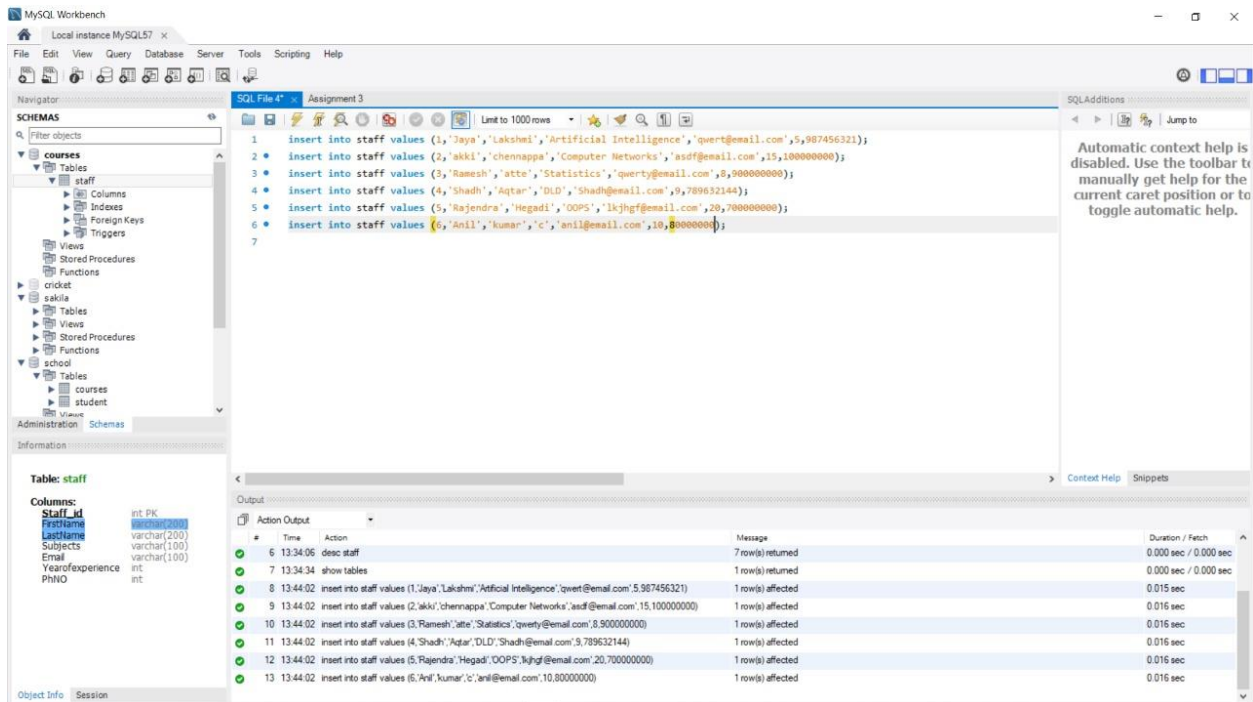 MySQL Workbench
Local instance MySQL57
File Edit View Query Database Server Tools Scripting Help
Navigator
SCHEMAS
Filter objects
courses
Tables
staff
Columns
Indexes
Foreign Keys
Triggers
Views
Stored Procedures
Functions
cricket
sakila
Tables
Views
Stored Procedures
Functions
school
Tables
courses
student
Views
Administration Schemas
Information
Table: staff
Columns:
Staff_id int PK
FirstName varchar(200)
LastName varchar(200)
Subjects varchar(100)
Email varchar(100)
Yearofexperience int
PhNO int
Object Info Session
SQL File 4* Assignment 3
Limit to 1000 rows
1 insert into staff values (1,'Jaya','Lakshmi','Artificial Intelligence','qwert@email.com',5,987456321);
2 insert into staff values (2,'akki','chennappa','Computer Networks','asdf@email.com',15,100000000);
3 insert into staff values (3,'Ramesh','atte','Statistics','qwerty@email.com',8,900000000);
4 insert into staff values (4,'Shadh','Aqtar','DLD','Shadh@email.com',9,789632144);
5 insert into staff values (5,'Rajendra','Hegadi','OOPS','lkjhgf@email.com',20,700000000);
6 insert into staff values (6,'Anil','kumar','c','anil@email.com',10,80000000);
7
Output
Action Output
# Time Action Message Duration / Fetch
6 13:34:06 desc staff 7 row(s) returned 0.000 sec / 0.000 sec
7 13:34:34 show tables 1 row(s) returned 0.000 sec / 0.000 sec
8 13:44:02 insert into staff values (1,'Jaya','Lakshmi','Artificial Intelligence','qwert@email.com',5,987456321) 1 row(s) affected 0.015 sec
9 13:44:02 insert into staff values (2,'akki','chennappa','Computer Networks','asdf@email.com',15,100000000) 1 row(s) affected 0.016 sec
10 13:44:02 insert into staff values (3,'Ramesh','atte','Statistics','qwerty@email.com',8,900000000) 1 row(s) affected 0.016 sec
11 13:44:02 insert into staff values (4,'Shadh','Aqtar','DLD','Shadh@email.com',9,789632144) 1 row(s) affected 0.016 sec
12 13:44:02 insert into staff values (5,'Rajendra','Hegadi','OOPS','lkjhgf@email.com',20,700000000) 1 row(s) affected 0.016 sec
13 13:44:02 insert into staff values (6,'Anil','kumar','c','anil@email.com',10,80000000) 1 row(s) affected 0.016 sec
SQLAdditions
Jump to
Automatic context help is
disabled. Use the toolbar to
manually get help for the
current caret position or to
toggle automatic help.
Context Help Snippets